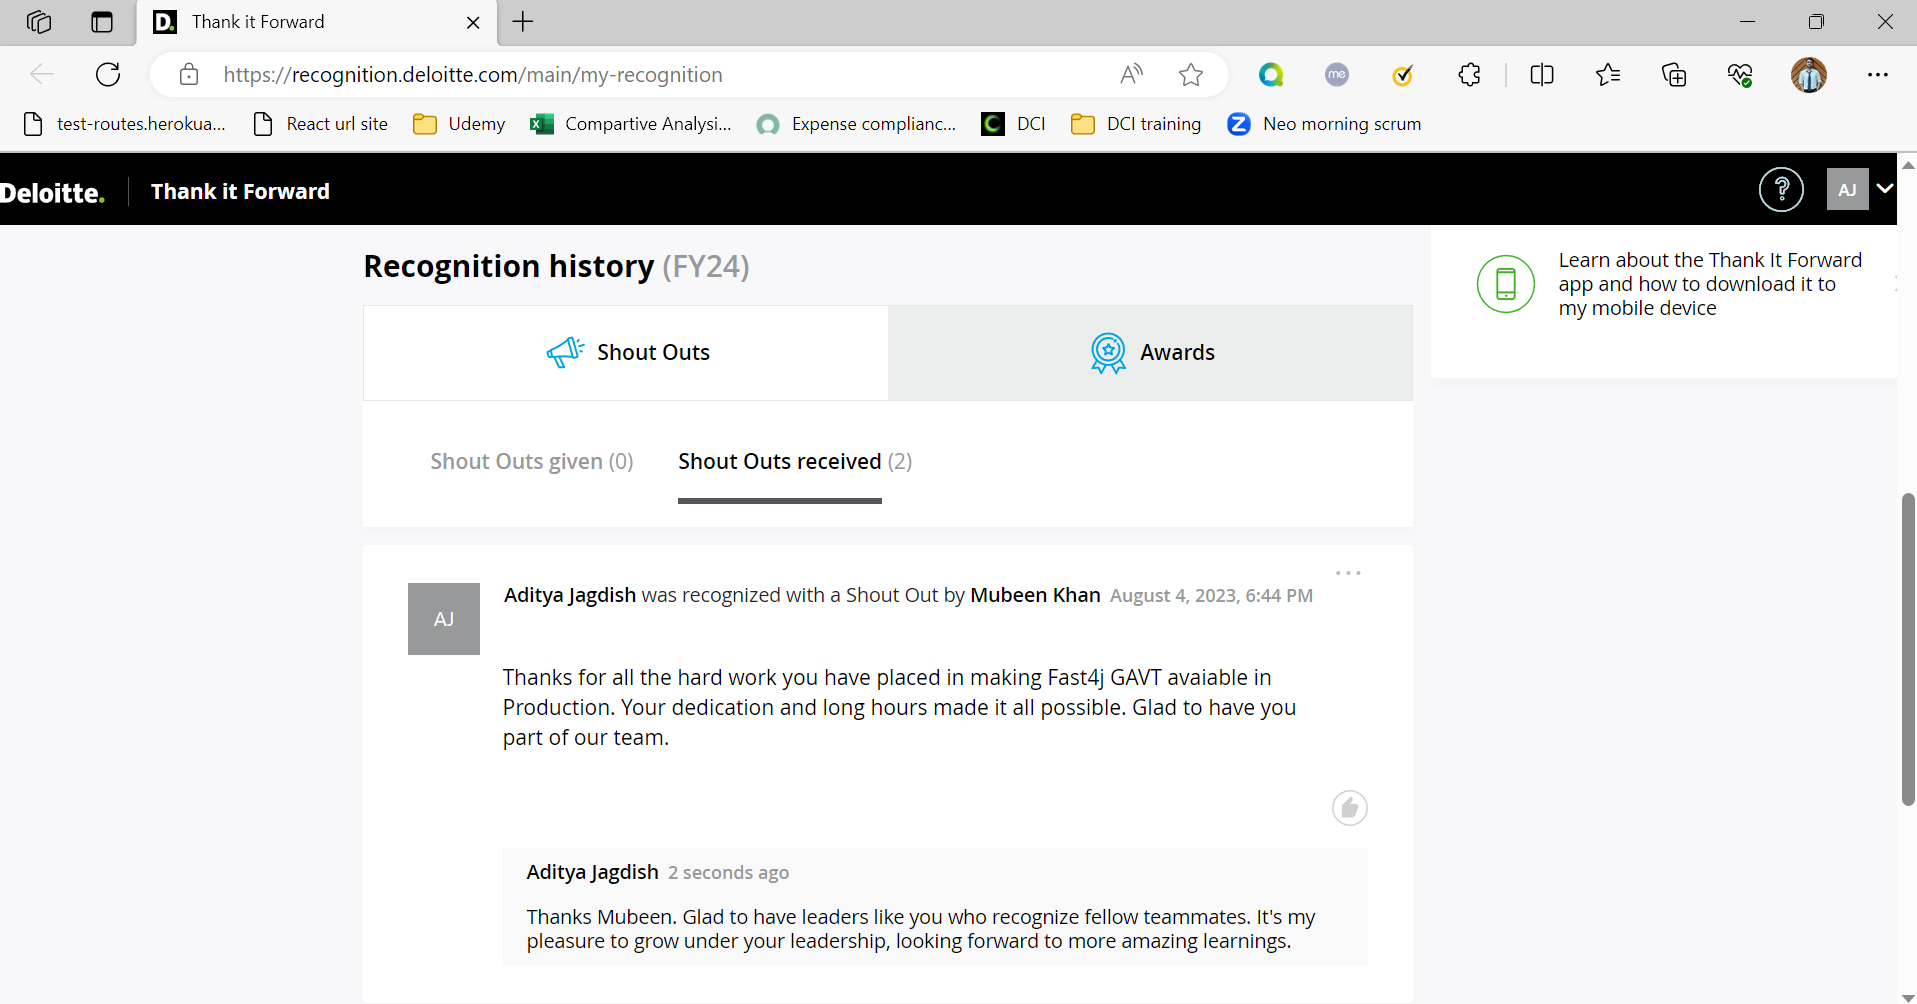 Thank it Forward
https://recognition.deloitte.com/main/my-recognition
me
test-routes.herokua... React url site Udemy Compartive Analysi... Expense complianc... DCI DCI training Neo morning scrum
Deloitte. Thank it Forward ? AJ
Recognition history (FY24)
Learn about the Thank It Forward
app and how to download it to
my mobile device
Shout Outs Awards
Shout Outs given (0) Shout Outs received (2)
AJ
Aditya Jagdish was recognized with a Shout Out by Mubeen Khan August 4, 2023, 6:44 PM
Thanks for all the hard work you have placed in making Fast4j GAVT avaiable in
Production. Your dedication and long hours made it all possible. Glad to have you
part of our team.
Aditya Jagdish 2 seconds ago
Thanks Mubeen. Glad to have leaders like you who recognize fellow teammates. It's my
pleasure to grow under your leadership, looking forward to more amazing learnings.